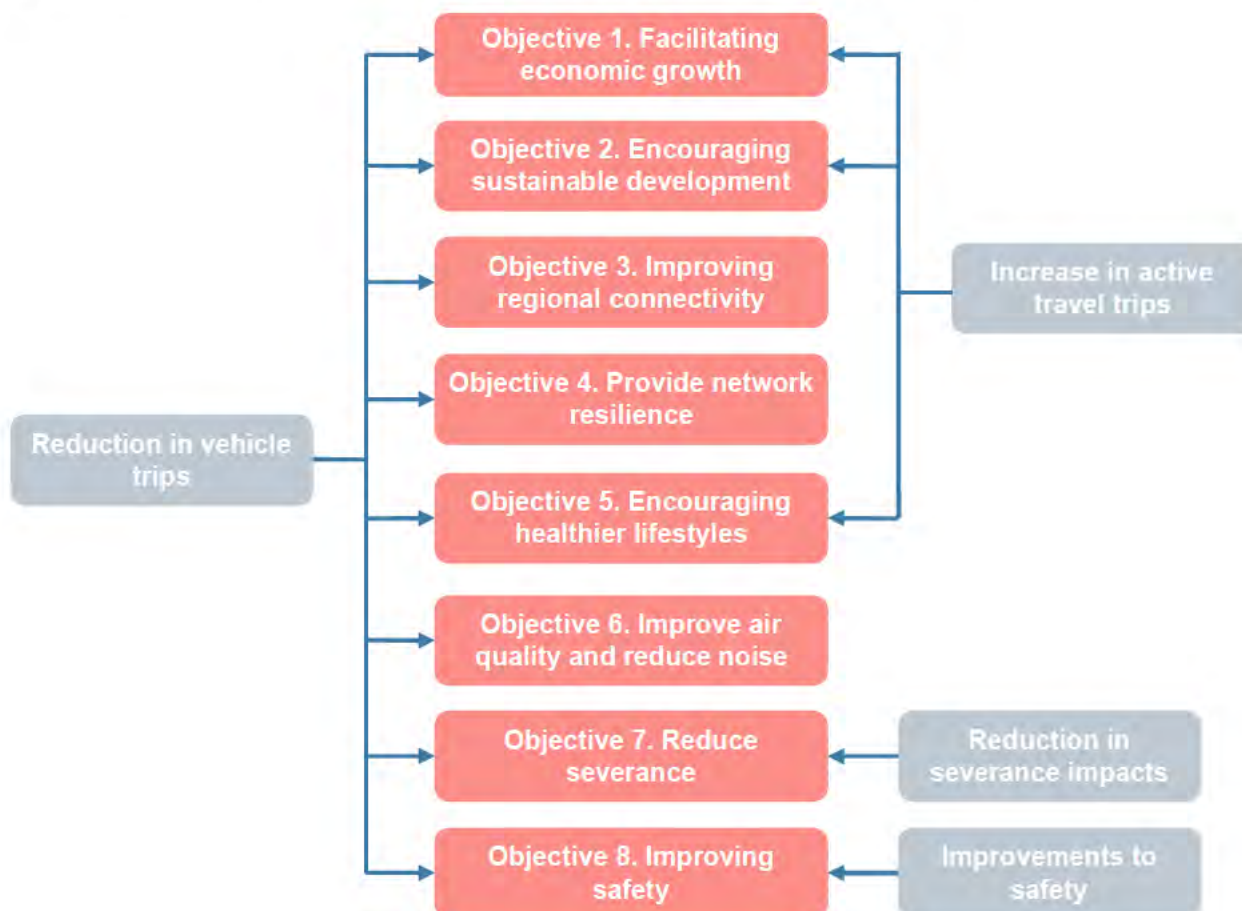 Objective 1. Facilitating
economic growth
Objective 2. Encouraging
sustainable development
Objective 3. Improving
regional connectivity
Increase in active
travel trips
Objective 4. Provide network
resilience
Reduction in vehicle
trips
Objective 5. Encouraging
healthier lifestyles
Objective 6. Improve air
quality and reduce noise
Objective 7. Reduce
severance
Reduction in
severance impacts
Objective 8. Improving
safety
Improvements to
safety